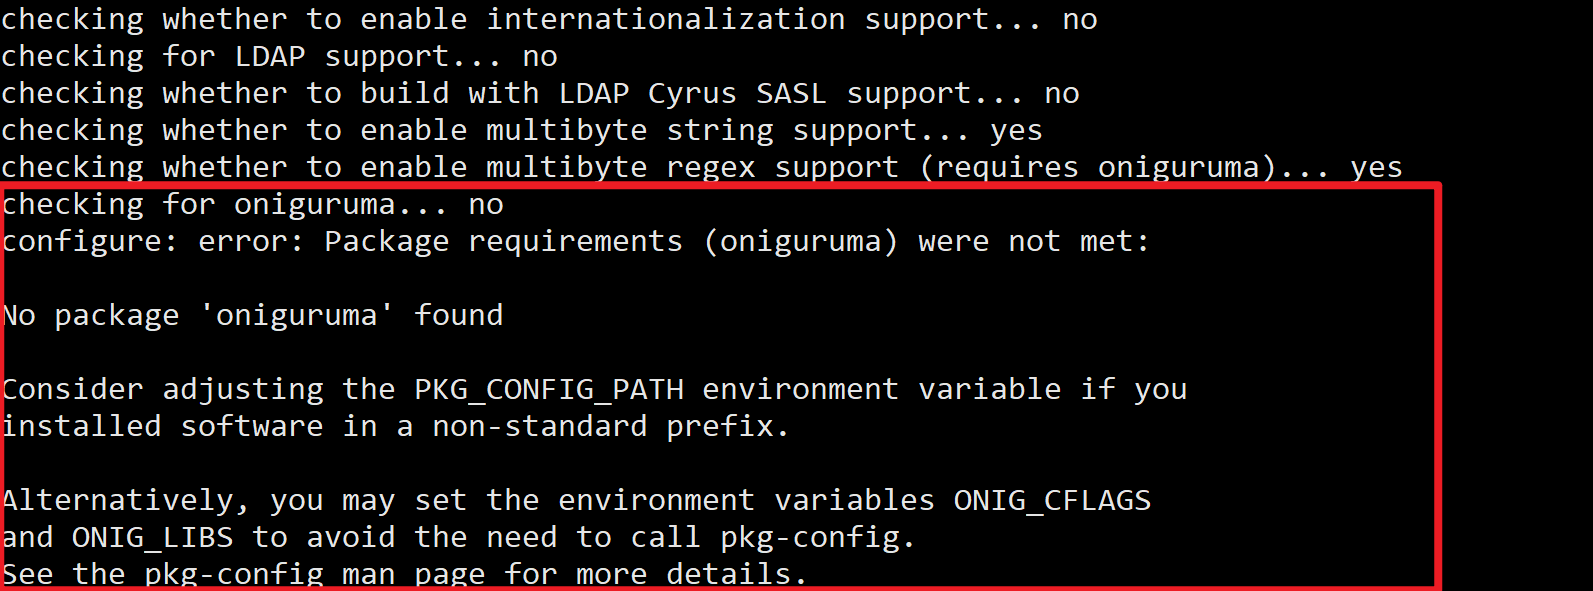 checking whether to enable internationalization support... no
checking for LDAP support... no
checking whether to build with LDAP Cyrus SASL support... no
checking whether to enable multibyte string support... yes
checking whether to enable multibyte regex support (requires oniguruma)... yes
checking for oniguruma... no
configure: error: Package requirements (oniguruma) were not met:
No package 'oniguruma' found
Consider adjusting the PKG_CONFIG_PATH environment variable if you
installed software in a non-standard prefix.
Alternatively, you may set the environment variables ONIG_CFLAGS
and ONIG_LIBS to avoid the need to call pkg-config.
See the pkg-config man page for more details.